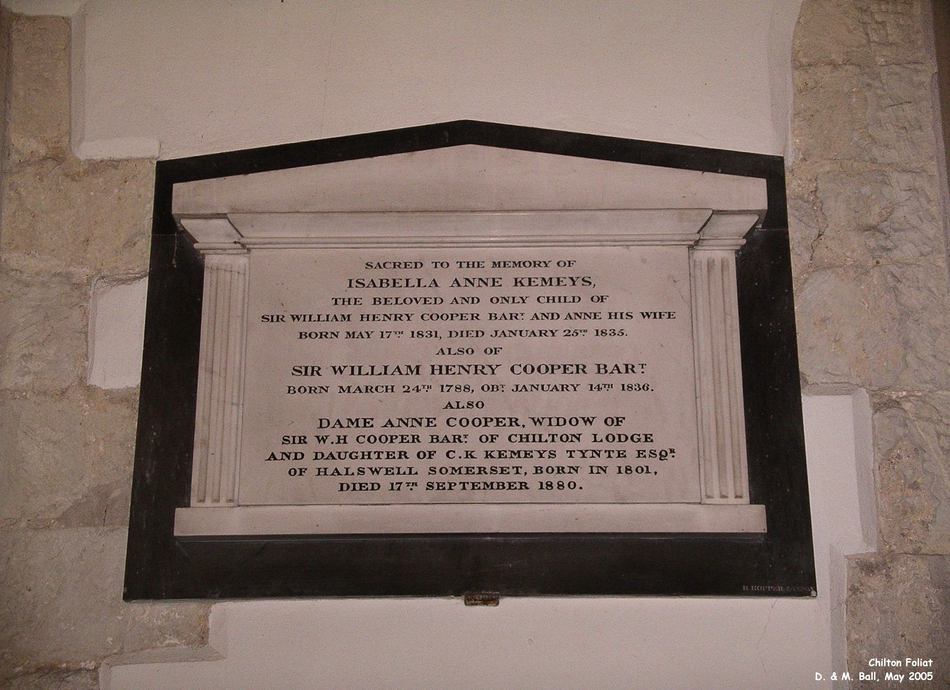 SACRED TO THE MEMORY OF
ISABELLA ANNE KEMEYS,
THE BELOVED AND ONLY CHILD OF
SIR WILLIAM HENRY COOPER BART AND ANNE HIS WIFE
BORN MAY 17TH 1831, DIED JANUARY 25TH 1835.
ALSO OF
SIR WILLIAM HENRY COOPER BART
BORN MARCH 24TH 1788, OBT JANUARY 14TH 1836.
ALSO
DAME ANNE COOPER, WIDOW OF
SIR W.H COOPER BART OF CHILTON LODGE
AND DAUGHTER OF C.K KEMEYS TYNTE ESQR
OF HALSWELL SOMERSET, BORN IN 1801,
DIED 17TH SEPTEMBER 1880.
Chilton Foliat
D. & M. Ball, May 2005